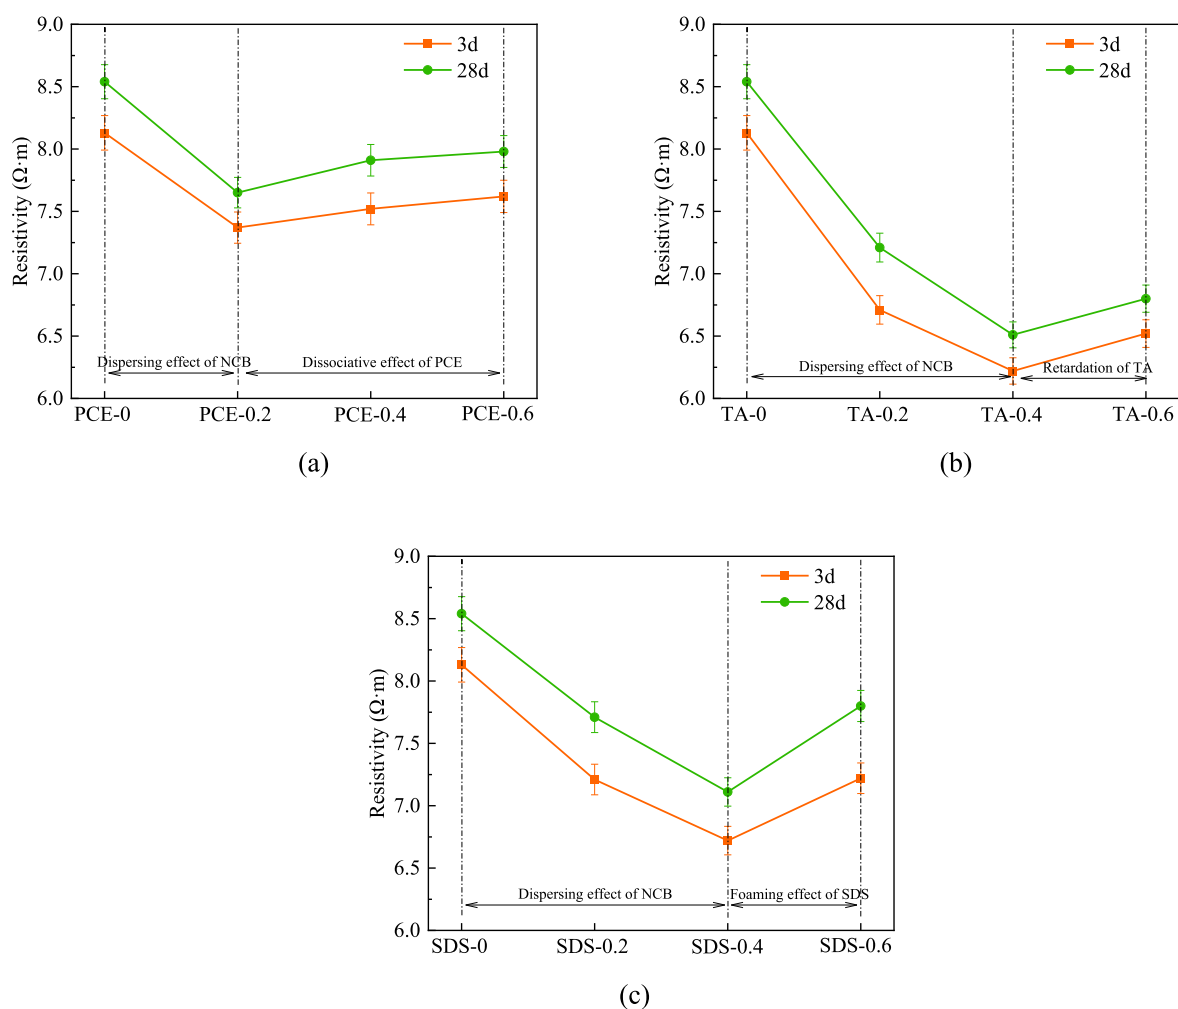 9.0
8.5
8.0
7.5
7.0
6.5
6.0
Resistivity (Ω·m)
3d
28d
Dispersing effect of NCB
Dissociative effect of PCE
PCE-0 PCE-0.2 PCE-0.4 PCE-0.6
(a)
9.0
8.5
8.0
7.5
7.0
6.5
6.0
Resistivity (Ω·m)
3d
28d
Dispersing effect of NCB
Retardation of TA
TA-0 TA-0.2 TA-0.4 TA-0.6
(b)
9.0
8.5
8.0
7.5
7.0
6.5
6.0
Resistivity (Ω·m)
3d
28d
Dispersing effect of NCB
Foaming effect of SDS
SDS-0 SDS-0.2 SDS-0.4 SDS-0.6
(c)